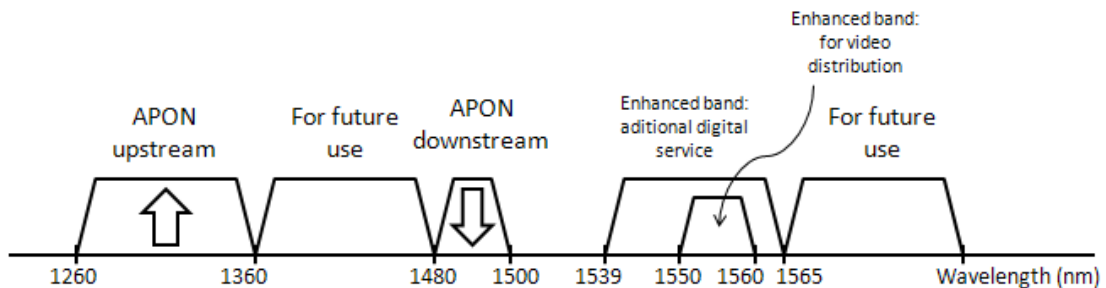 Enhanced band:
for video
distribution
APON
upstream
For future
use
APON
downstream
Enhanced band:
aditional digital
service
For future
use
1260
1360
1480
1500
1539
1550
1560
1565
Wavelength (nm)